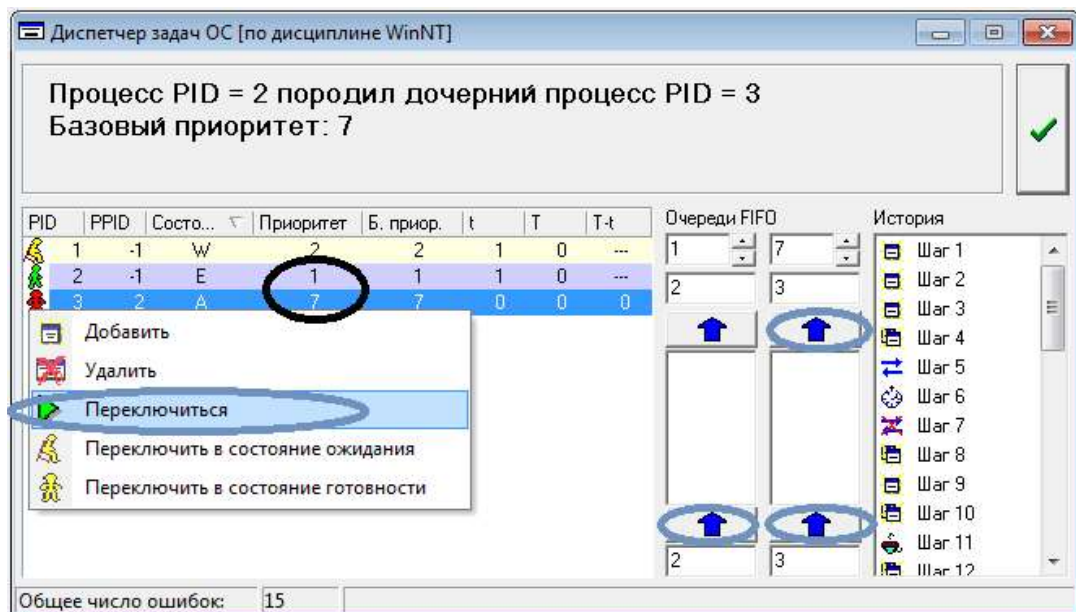 Диспетчер задач ОС [по дисциплине WinNT]
Процесс PID = 2 породил дочерний процесс PID = 3
Базовый приоритет: 7
PID PPID Состо... Приоритет Б. приор. t T T-t
1 -1 W 2 2 1 0 ---
2 -1 E 1 1 1 0 ---
3 2 A 7 7 0 0 0
Добавить
Удалить
Переключиться
Переключить в состояние ожидания
Переключить в состояние готовности
Очереди FIFO
1 7
2 3
2 3
История
Шаг 1
Шаг 2
Шаг 3
Шаг 4
Шаг 5
Шаг 6
Шаг 7
Шаг 8
Шаг 9
Шаг 10
Шаг 11
Шаг 12
Общее число ошибок: 15